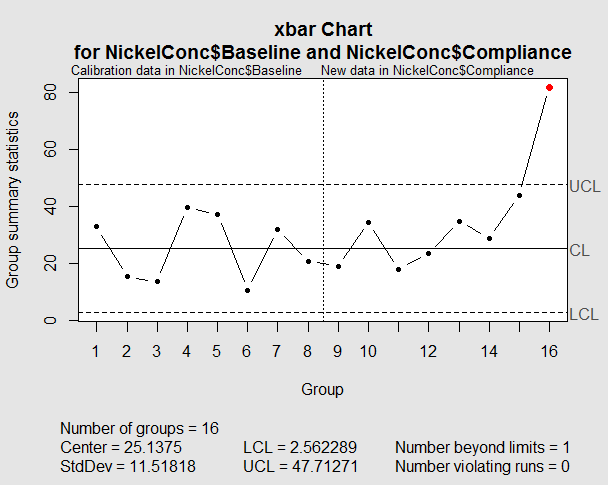 xbar Chart
for NickelConc$Baseline and NickelConc$Compliance
Calibration data in NickelConc$Baseline New data in NickelConc$Compliance
Group summary statistics
80
60
40
20
0
UCL
CL
LCL
1 2 3 4 5 6 7 8 9 10 12 14 16
Group
Number of groups = 16
Center = 25.1375 LCL = 2.562289 Number beyond limits = 1
StdDev = 11.51818 UCL = 47.71271 Number violating runs = 0